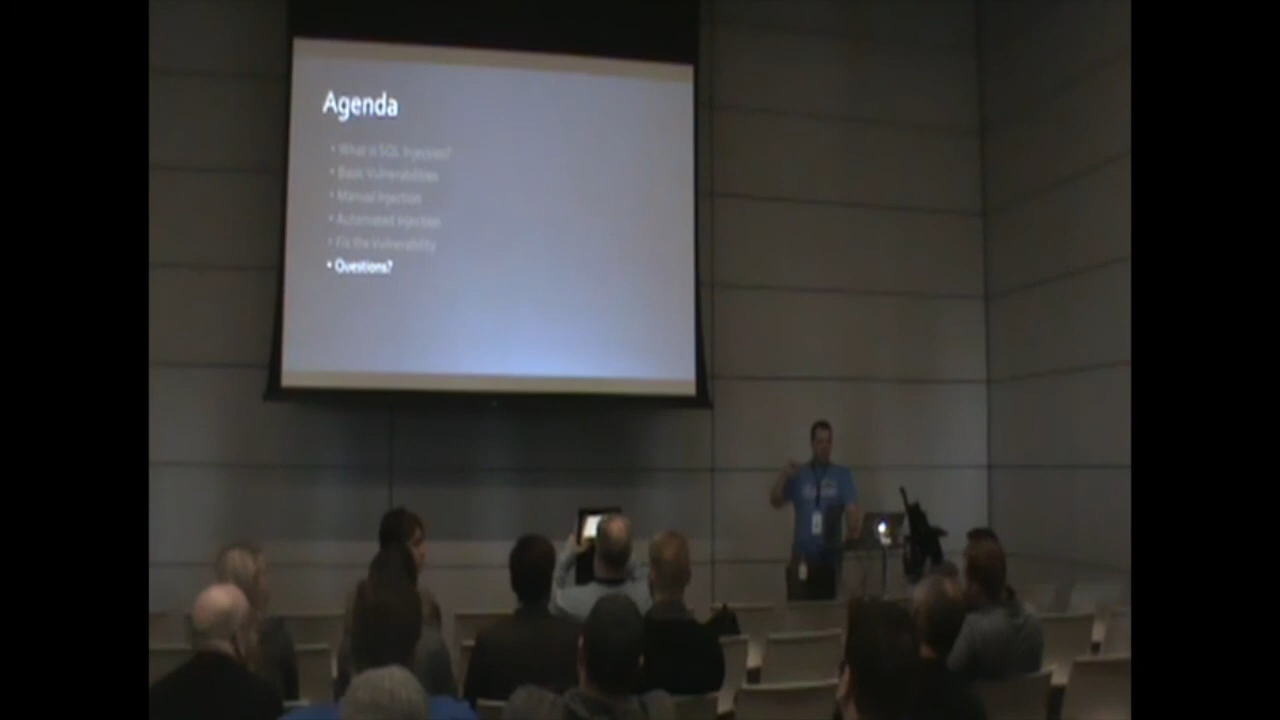 Agenda
• What is SQL Injection?
• Basic Vulnerabilities
• Manual Injection
• Automated Injection
• Fix the Vulnerability
• Questions?